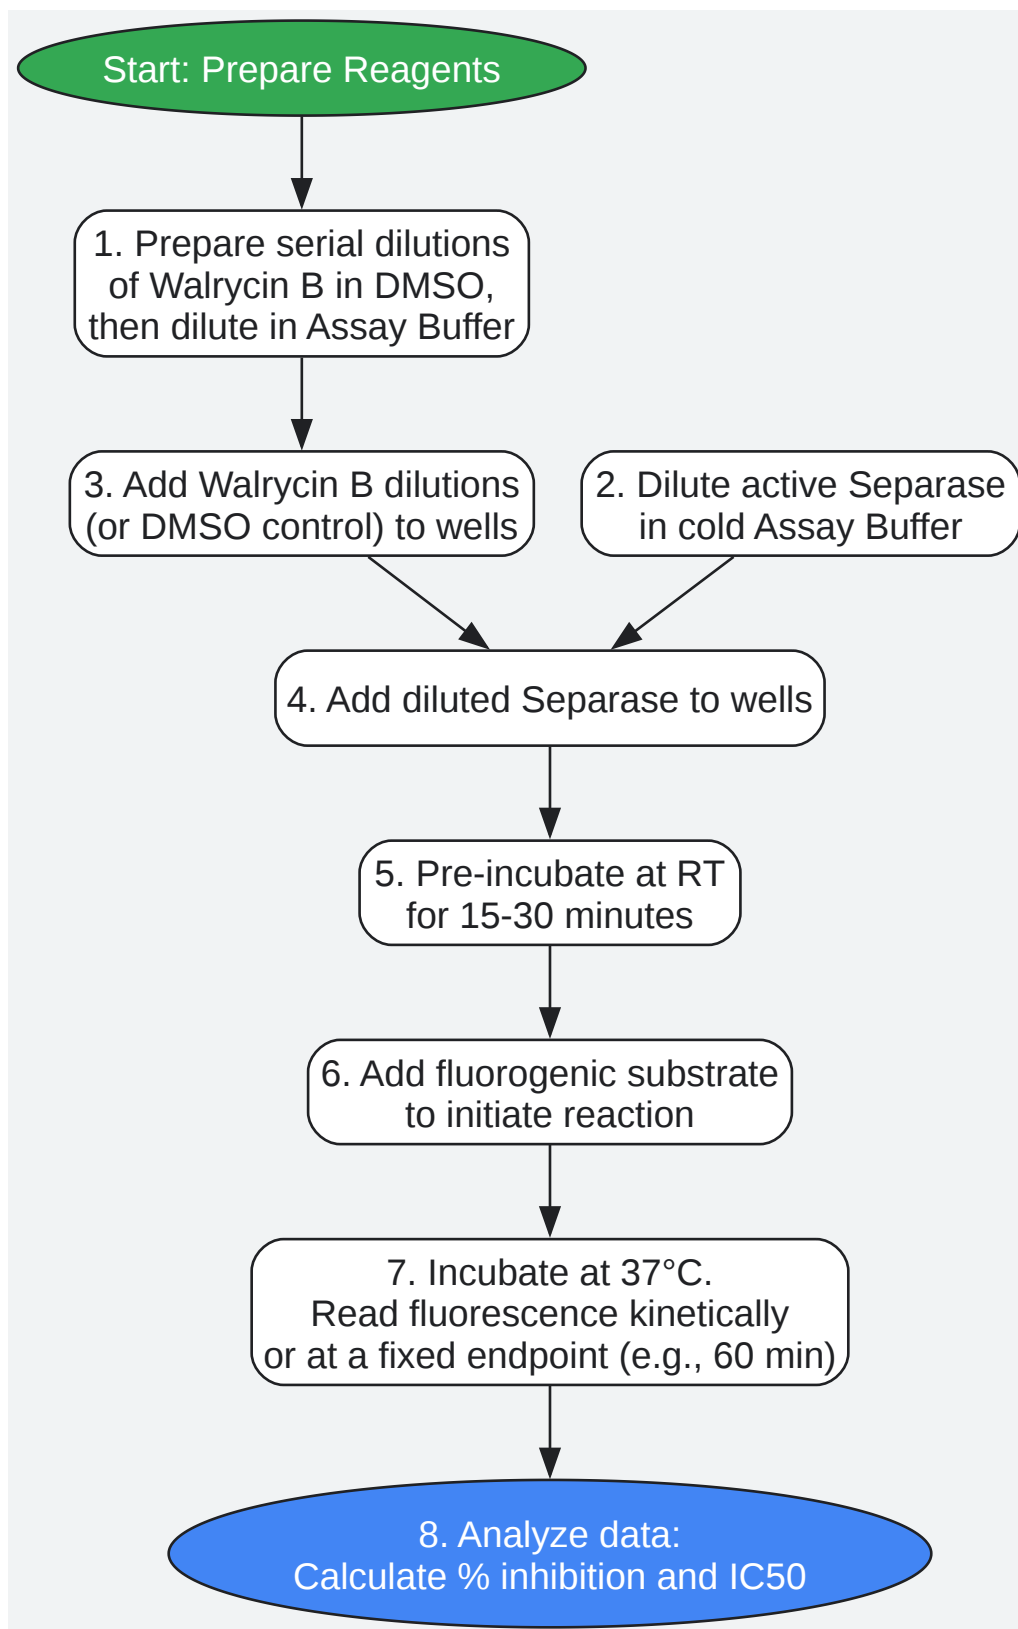 Start: Prepare Reagents
1. Prepare serial dilutions
of Walrycin B in DMSO,
then dilute in Assay Buffer
3. Add Walrycin B dilutions
(or DMSO control) to wells
2. Dilute active Separase
in cold Assay Buffer
4. Add diluted Separase to wells
5. Pre-incubate at RT
for 15-30 minutes
6. Add fluorogenic substrate
to initiate reaction
7. Incubate at 37°C.
Read fluorescence kinetically
or at a fixed endpoint (e.g., 60 min)
8. Analyze data:
Calculate % inhibition and IC50